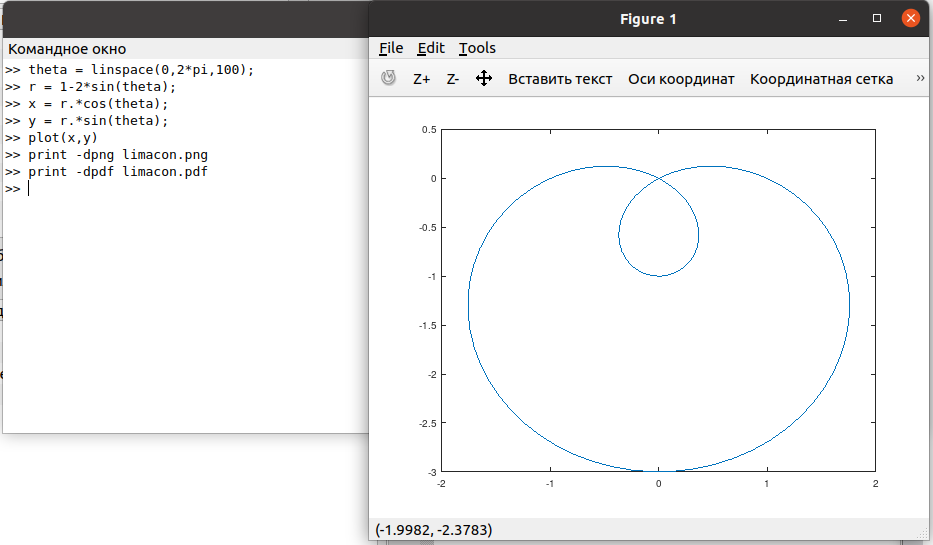 Командное окно
>> theta = linspace(0,2*pi,100);
>> r = 1-2*sin(theta);
>> x = r.*cos(theta);
>> y = r.*sin(theta);
>> plot(x,y)
>> print -dpng limacon.png
>> print -dpdf limacon.pdf
>>
Figure 1
File Edit Tools
Z+ Z- Вставить текст Оси координат Координатная сетка »
0.5
0
-0.5
-1
-1.5
-2
-2.5
-3
-2 -1 0 1 2
(-1.9982, -2.3783)